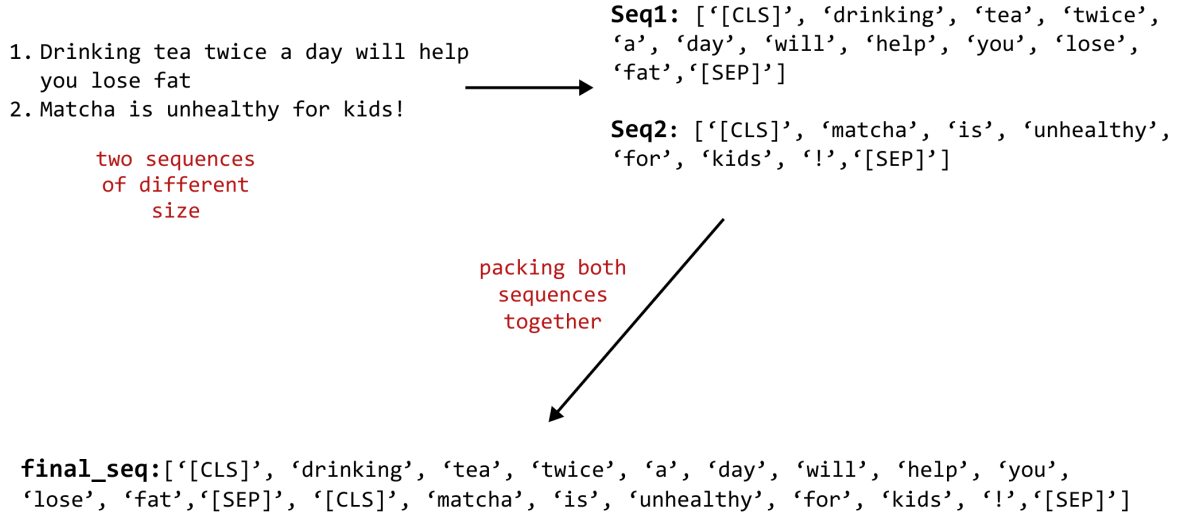 1. Drinking tea twice a day will help
you lose fat
2. Matcha is unhealthy for kids!
two sequences
of different
size
Seq1: [‘[CLS]’, ‘drinking’, ‘tea’, ‘twice’,
‘a’, ‘day’, ‘will’, ‘help’, ‘you’, ‘lose’,
‘fat’,‘[SEP]’]
Seq2: [‘[CLS]’, ‘matcha’, ‘is’, ‘unhealthy’,
‘for’, ‘kids’, ‘!’,‘[SEP]’]
packing both
sequences
together
final_seq:[‘[CLS]’, ‘drinking’, ‘tea’, ‘twice’, ‘a’, ‘day’, ‘will’, ‘help’, ‘you’,
‘lose’, ‘fat’,‘[SEP]’, ‘[CLS]’, ‘matcha’, ‘is’, ‘unhealthy’, ‘for’, ‘kids’, ‘!’,‘[SEP]’]